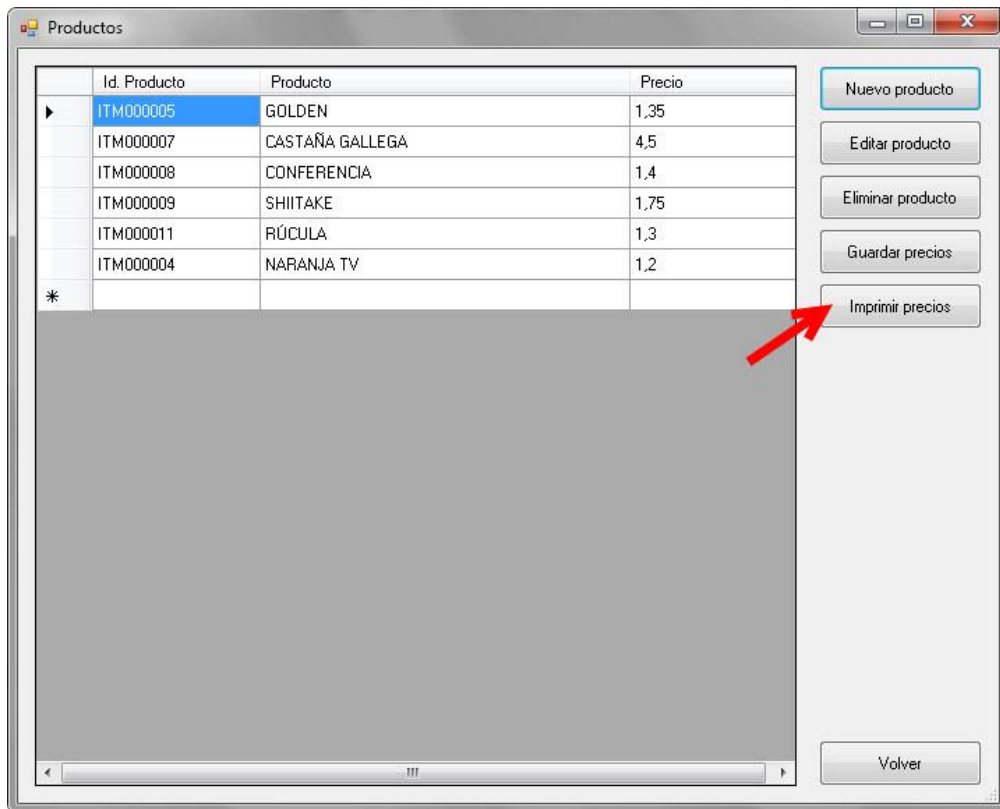 Productos
Id. Producto Producto Precio
ITM000005 GOLDEN 1,35
ITM000007 CASTAÑA GALLEGA 4,5
ITM000008 CONFERENCIA 1,4
ITM000009 SHIITAKE 1,75
ITM000011 RÚCULA 1,3
ITM000004 NARANJA TV 1,2
Nuevo producto
Editar producto
Eliminar producto
Guardar precios
Imprimir precios
Volver